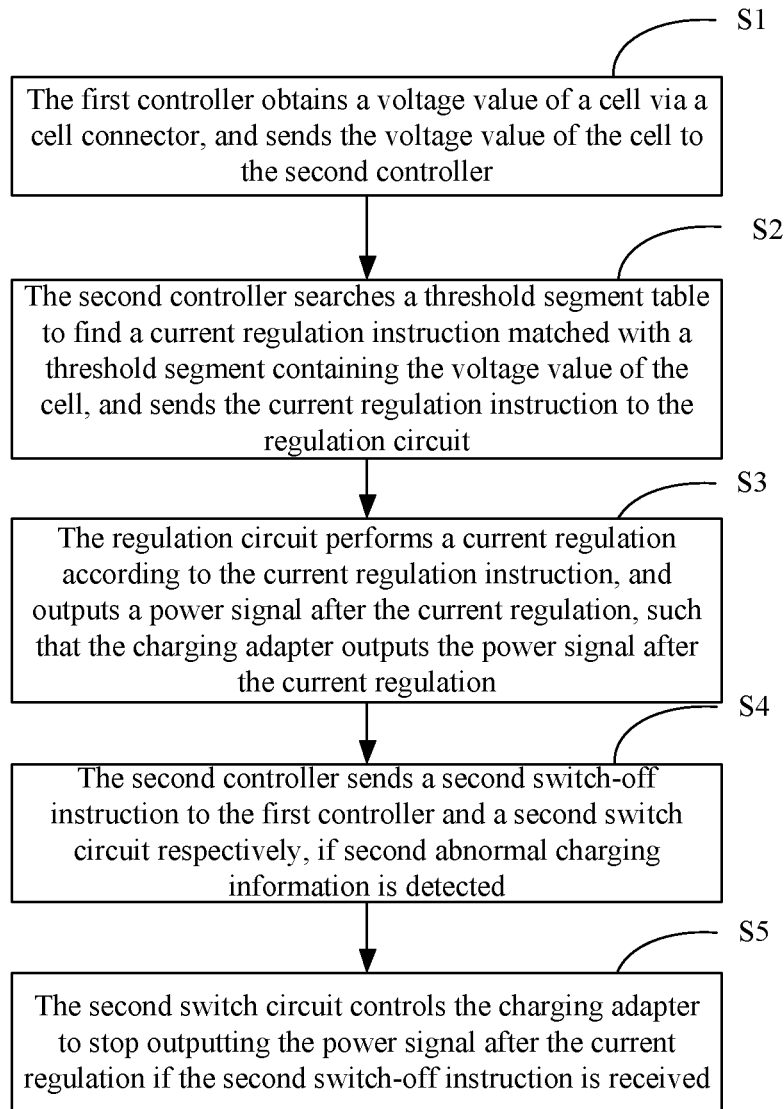 S1
The first controller obtains a voltage value of a cell via a
cell connector, and sends the voltage value of the cell to
the second controller
S2
The second controller searches a threshold segment table
to find a current regulation instruction matched with a
threshold segment containing the voltage value of the
cell, and sends the current regulation instruction to the
regulation circuit
S3
The regulation circuit performs a current regulation
according to the current regulation instruction, and
outputs a power signal after the current regulation, such
that the charging adapter outputs the power signal after
the current regulation
S4
The second controller sends a second switch-off
instruction to the first controller and a second switch
circuit respectively, if second abnormal charging
information is detected
S5
The second switch circuit controls the charging adapter
to stop outputting the power signal after the current
regulation if the second switch-off instruction is received